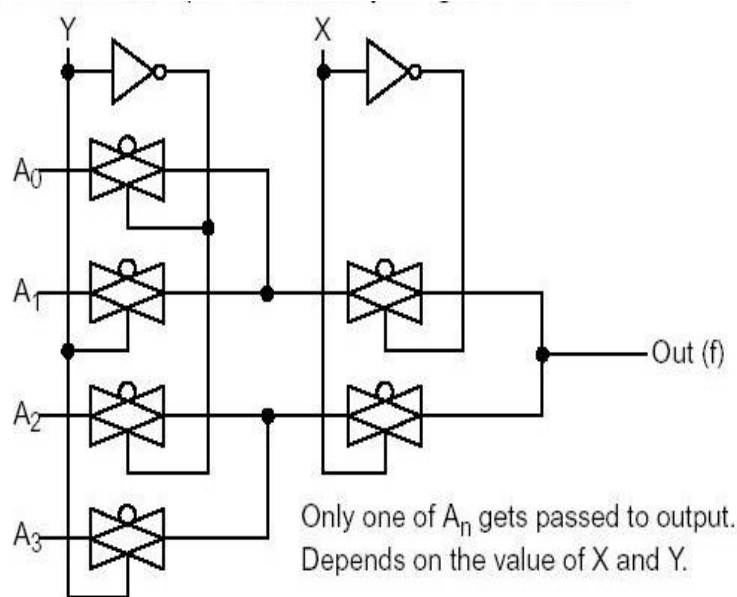 Y X
A0
A1
A2
A3
Out (f)
Only one of An gets passed to output.
Depends on the value of X and Y.